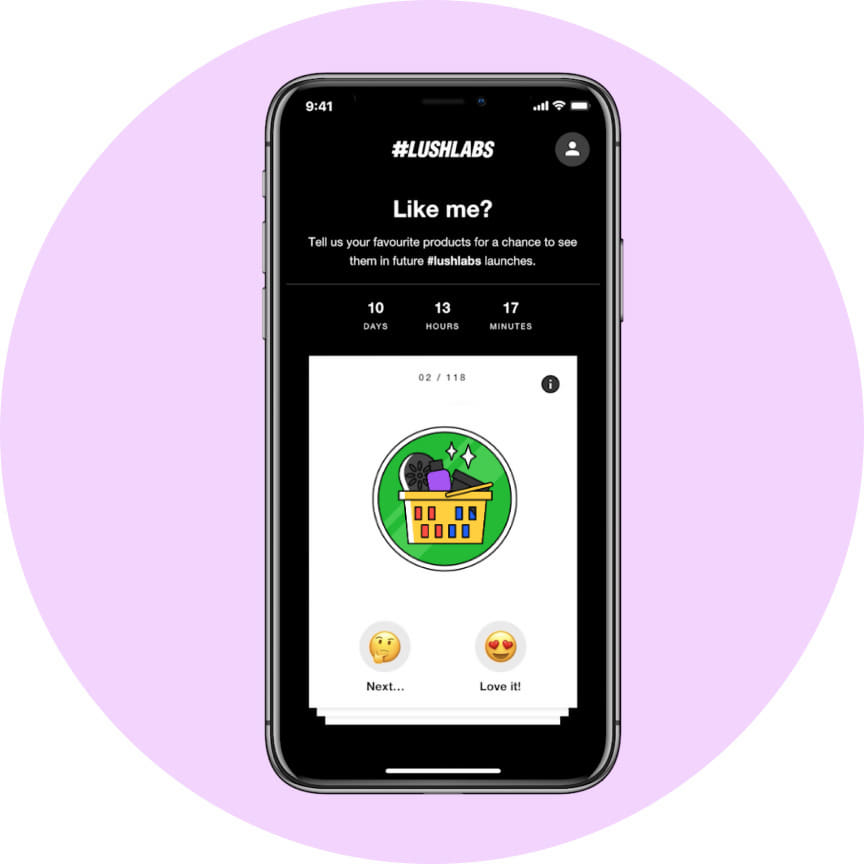 9:41
#LUSHLABS
Like me?
Tell us your favourite products for a chance to see
them in future #lushlabs launches.
10 13 17
DAYS HOURS MINUTES
02 / 118
i
Next...
Love it!